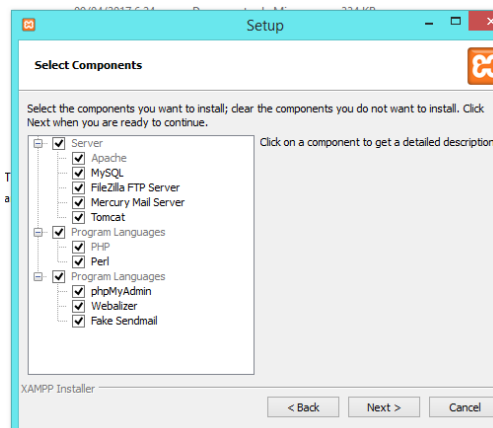 Setup
Select Components
Select the components you want to install; clear the components you do not want to install. Click
Next when you are ready to continue.
Server
Apache
MySQL
FileZilla FTP Server
Mercury Mail Server
Tomcat
Program Languages
PHP
Perl
Program Languages
phpMyAdmin
Webalizer
Fake Sendmail
Click on a component to get a detailed description
T
a
XAMPP Installer
< Back
Next >
Cancel